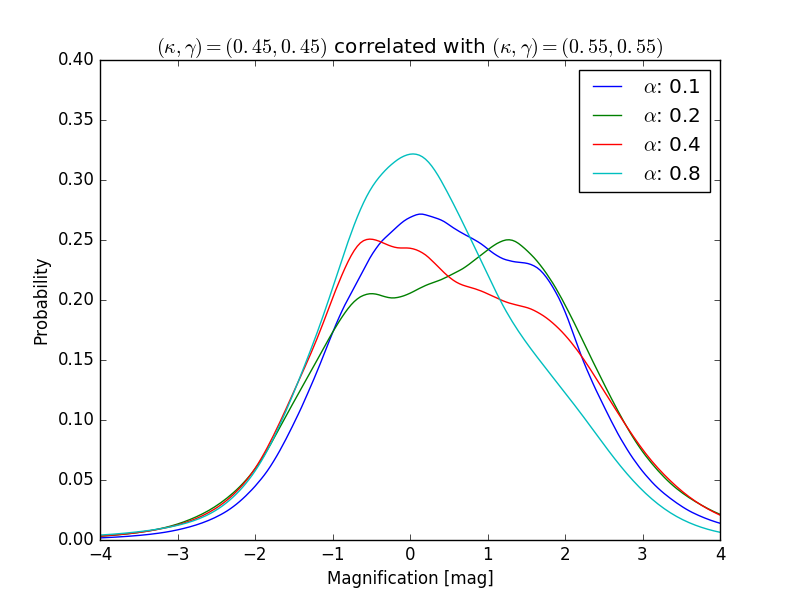 (κ, γ) = (0.45, 0.45) correlated with (κ, γ) = (0.55, 0.55)
0.40
0.35
0.30
0.25
0.20
0.15
0.10
0.05
0.00
Probability
α: 0.1
α: 0.2
α: 0.4
α: 0.8
−4 −3 −2 −1 0 1 2 3 4
Magnification [mag]